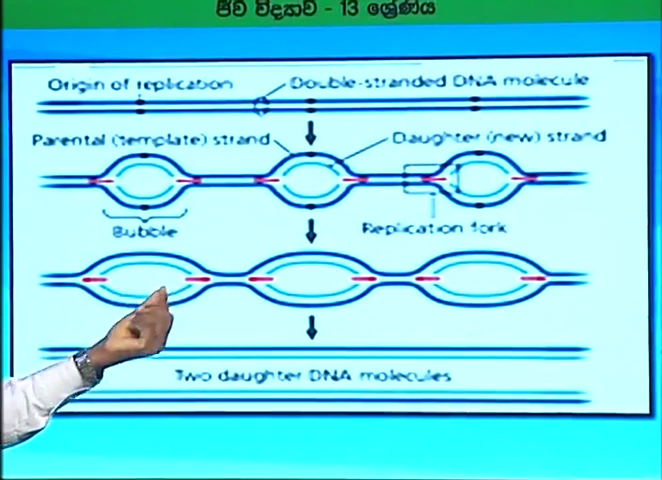 ජීව විද්‍යාව - 13 ශ්‍රේණිය
Origin of replication
Double-stranded DNA molecule
Parental (template) strand
Daughter (new) strand
Bubble
Replication fork
Two daughter DNA molecules